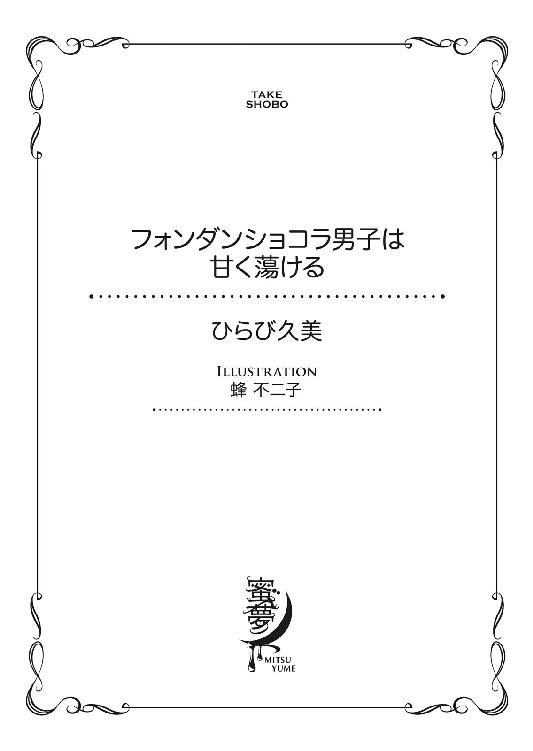 TAKE
SHOBO
フォンダンショコラ男子は
甘く蕩ける
ひらび久美
ILLUSTRATION
蜂 不二子
蜜夢
MITSU
YUME